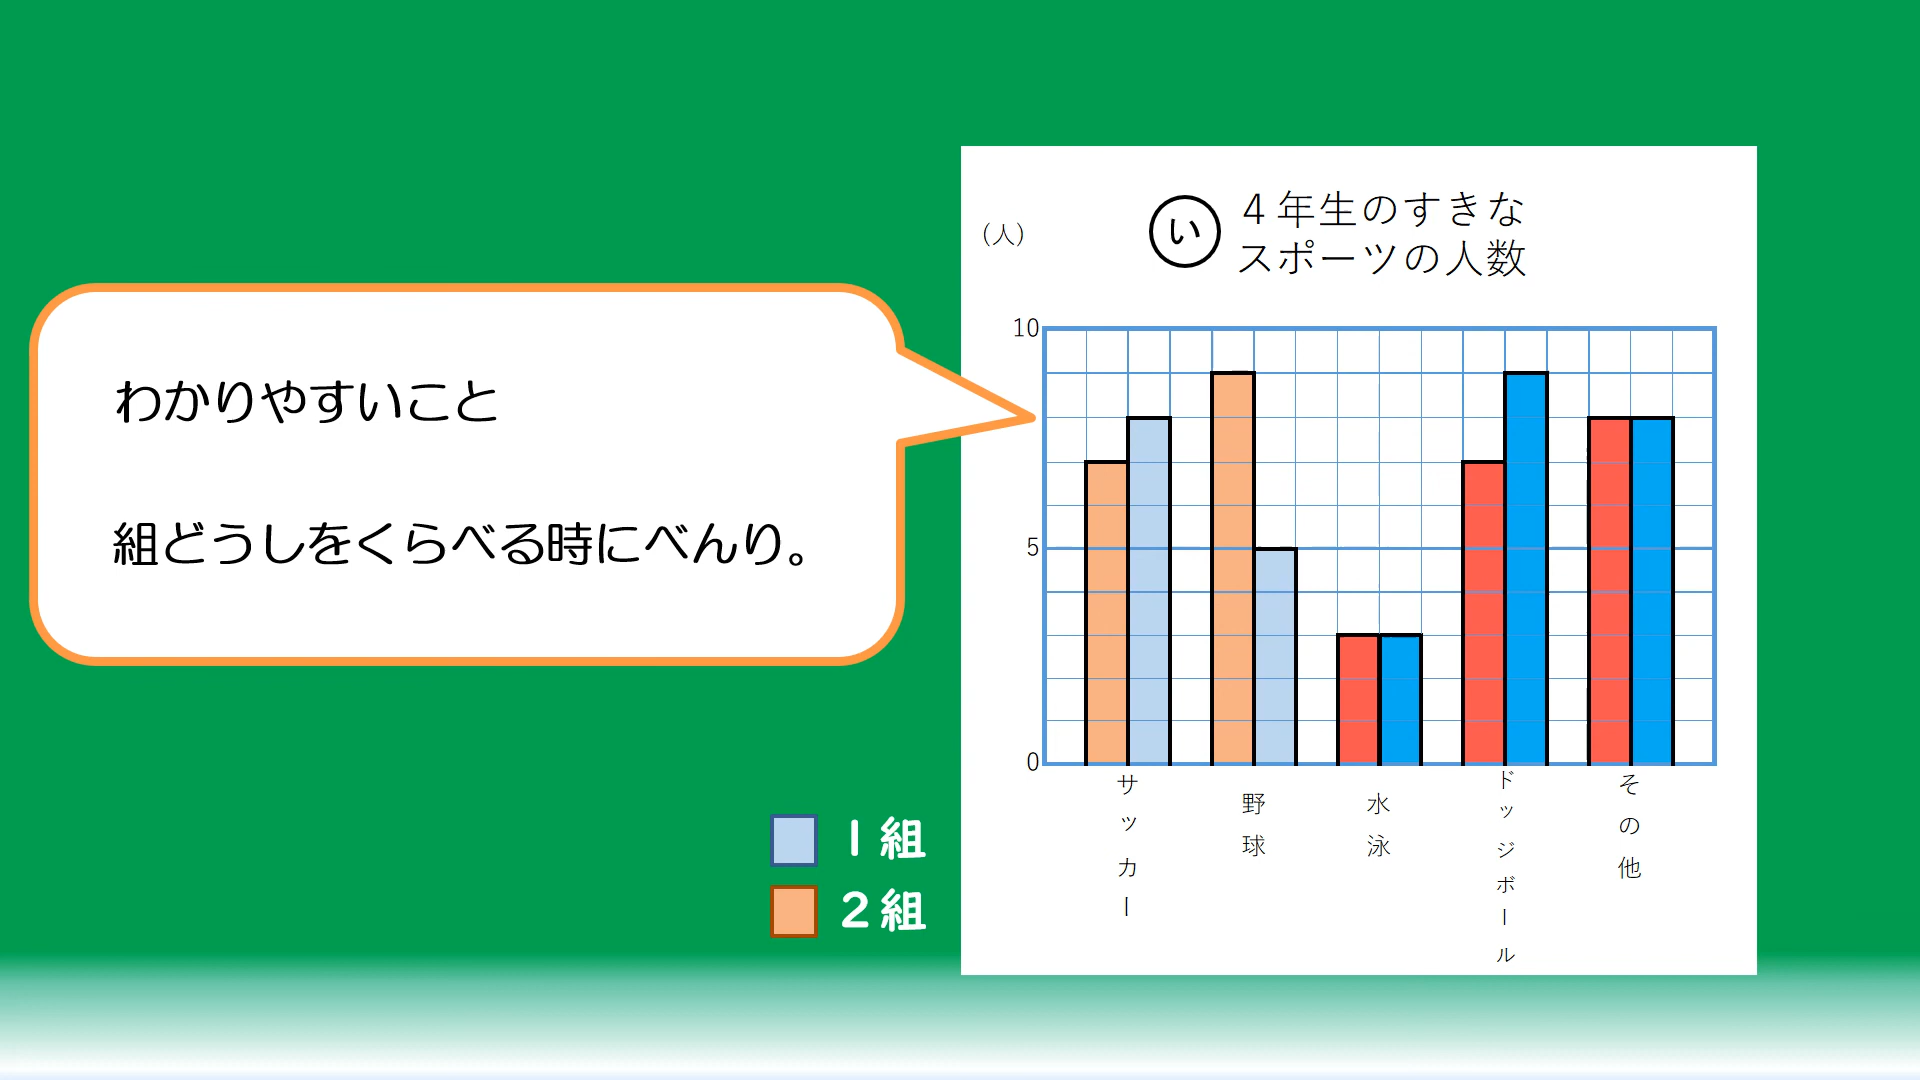 わかりやすいこと
組どうしをくらべる時にべんり。
1組
2組
(人)
い
4年生のすきな
スポーツの人数
10
5
0
サッカー
野球
水泳
ドッジボール
その他